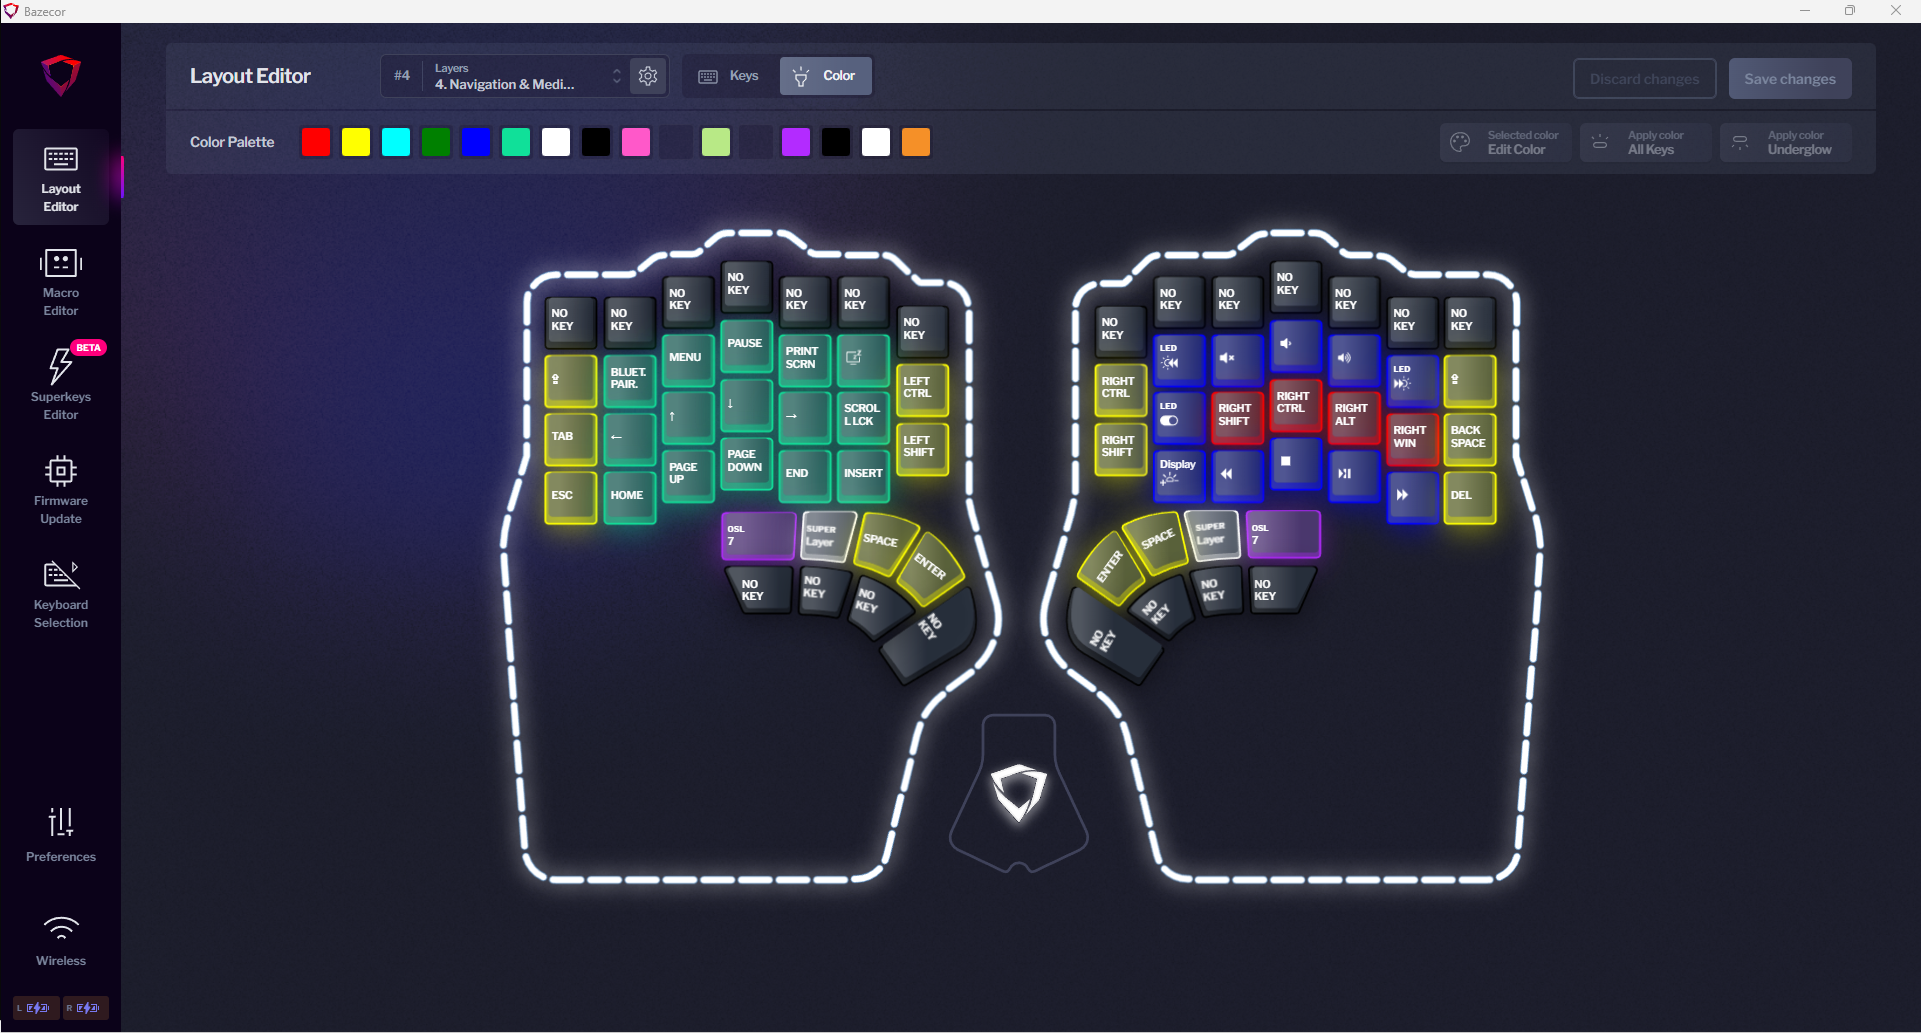 Bazecor
Layout Editor
#4
Layers
4. Navigation & Medi...
Keys
Color
Discard changes
Save changes
Color Palette
Selected color
Edit Color
Apply color
All Keys
Apply color
Underglow
Layout
Editor
Macro
Editor
BETA
Superkeys
Editor
Firmware
Update
Keyboard
Selection
Preferences
Wireless
L
R
NO
KEY
NO
KEY
NO
KEY
NO
KEY
NO
KEY
NO
KEY
NO
KEY
⇪
BLUET.
PAIR.
MENU
PAUSE
PRINT
SCRN
LEFT
CTRL
TAB
←
↑
↓
→
SCROL
L LCK
LEFT
SHIFT
ESC
HOME
PAGE
UP
PAGE
DOWN
END
INSERT
OSL
7
SUPER
Layer
SPACE
ENTER
NO
KEY
NO
KEY
NO
KEY
NO
KEY
NO
KEY
NO
KEY
NO
KEY
NO
KEY
NO
KEY
NO
KEY
NO
KEY
RIGHT
CTRL
LED
LED
⇪
RIGHT
SHIFT
LED
RIGHT
SHIFT
RIGHT
CTRL
RIGHT
ALT
RIGHT
WIN
BACK
SPACE
Display
DEL
ENTER
SPACE
SUPER
Layer
OSL
7
NO
KEY
NO
KEY
NO
KEY
NO
KEY